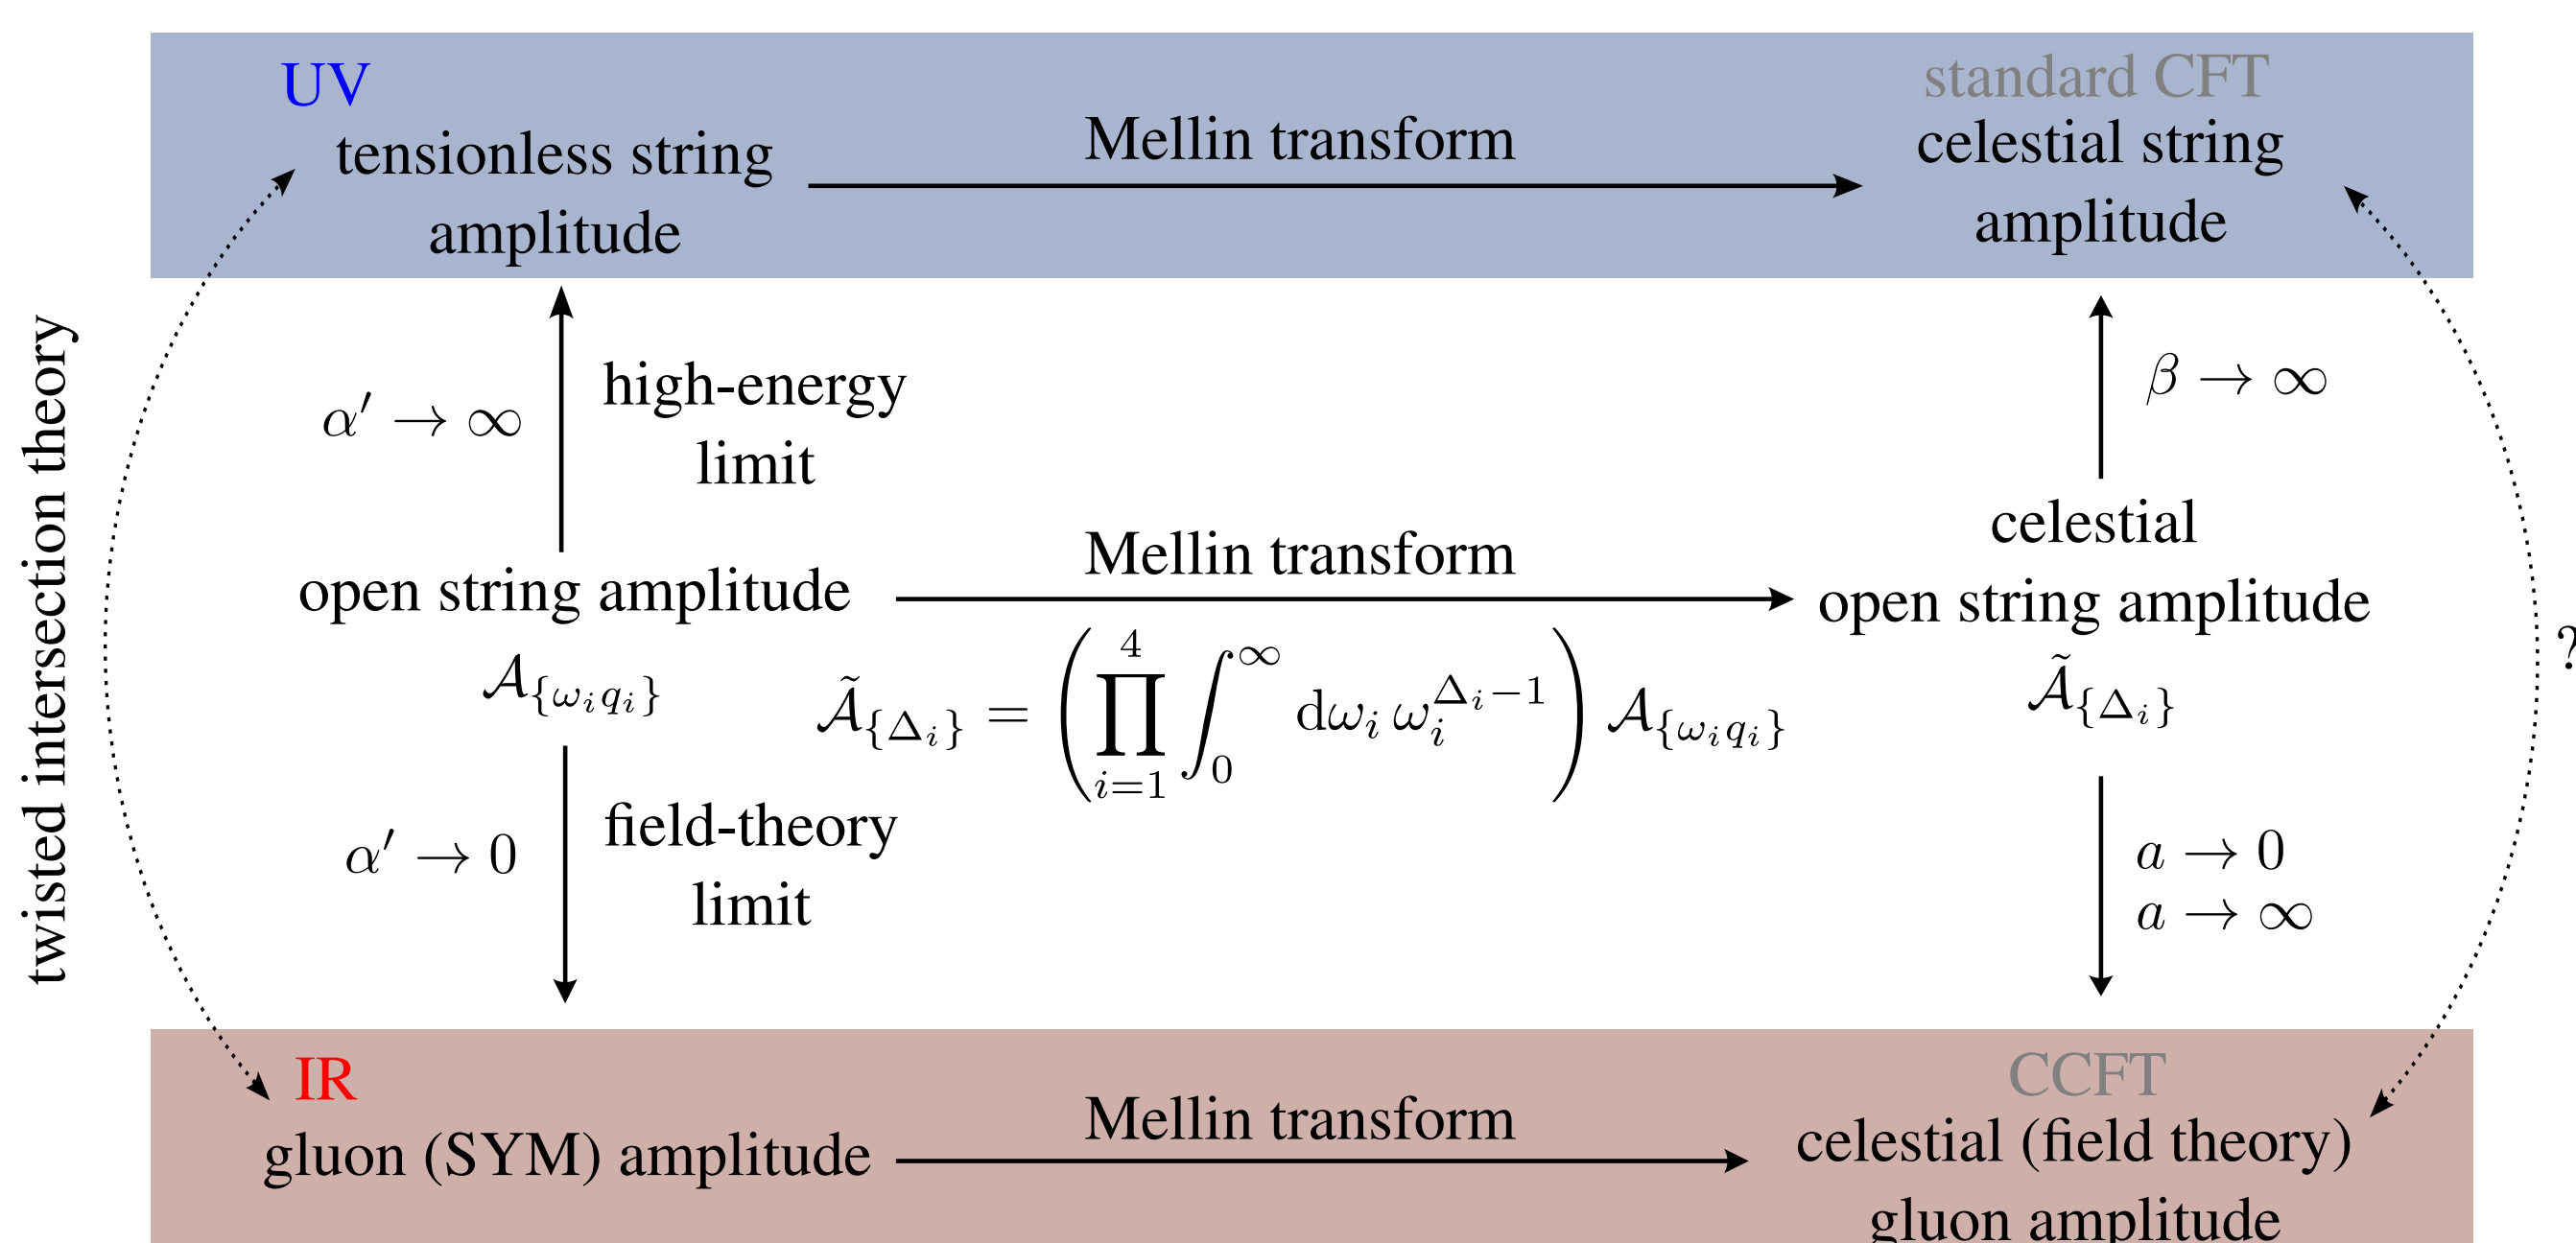 UV
tensionless string
amplitude
Mellin transform
standard CFT
celestial string
amplitude
twisted intersection theory
α′ → ∞
high-energy
limit
β → ∞
open string amplitude
𝒜_{ω_i q_i}
Mellin transform
𝒜̃_{Δ_i} = (∏_{i=1}^{4} ∫_0^∞ dω_i ω_i^{Δ_i−1}) 𝒜_{ω_i q_i}
celestial
open string amplitude
𝒜̃_{Δ_i}
?
α′ → 0
field-theory
limit
a → 0
a → ∞
IR
gluon (SYM) amplitude
Mellin transform
CCFT
celestial (field theory)
gluon amplitude